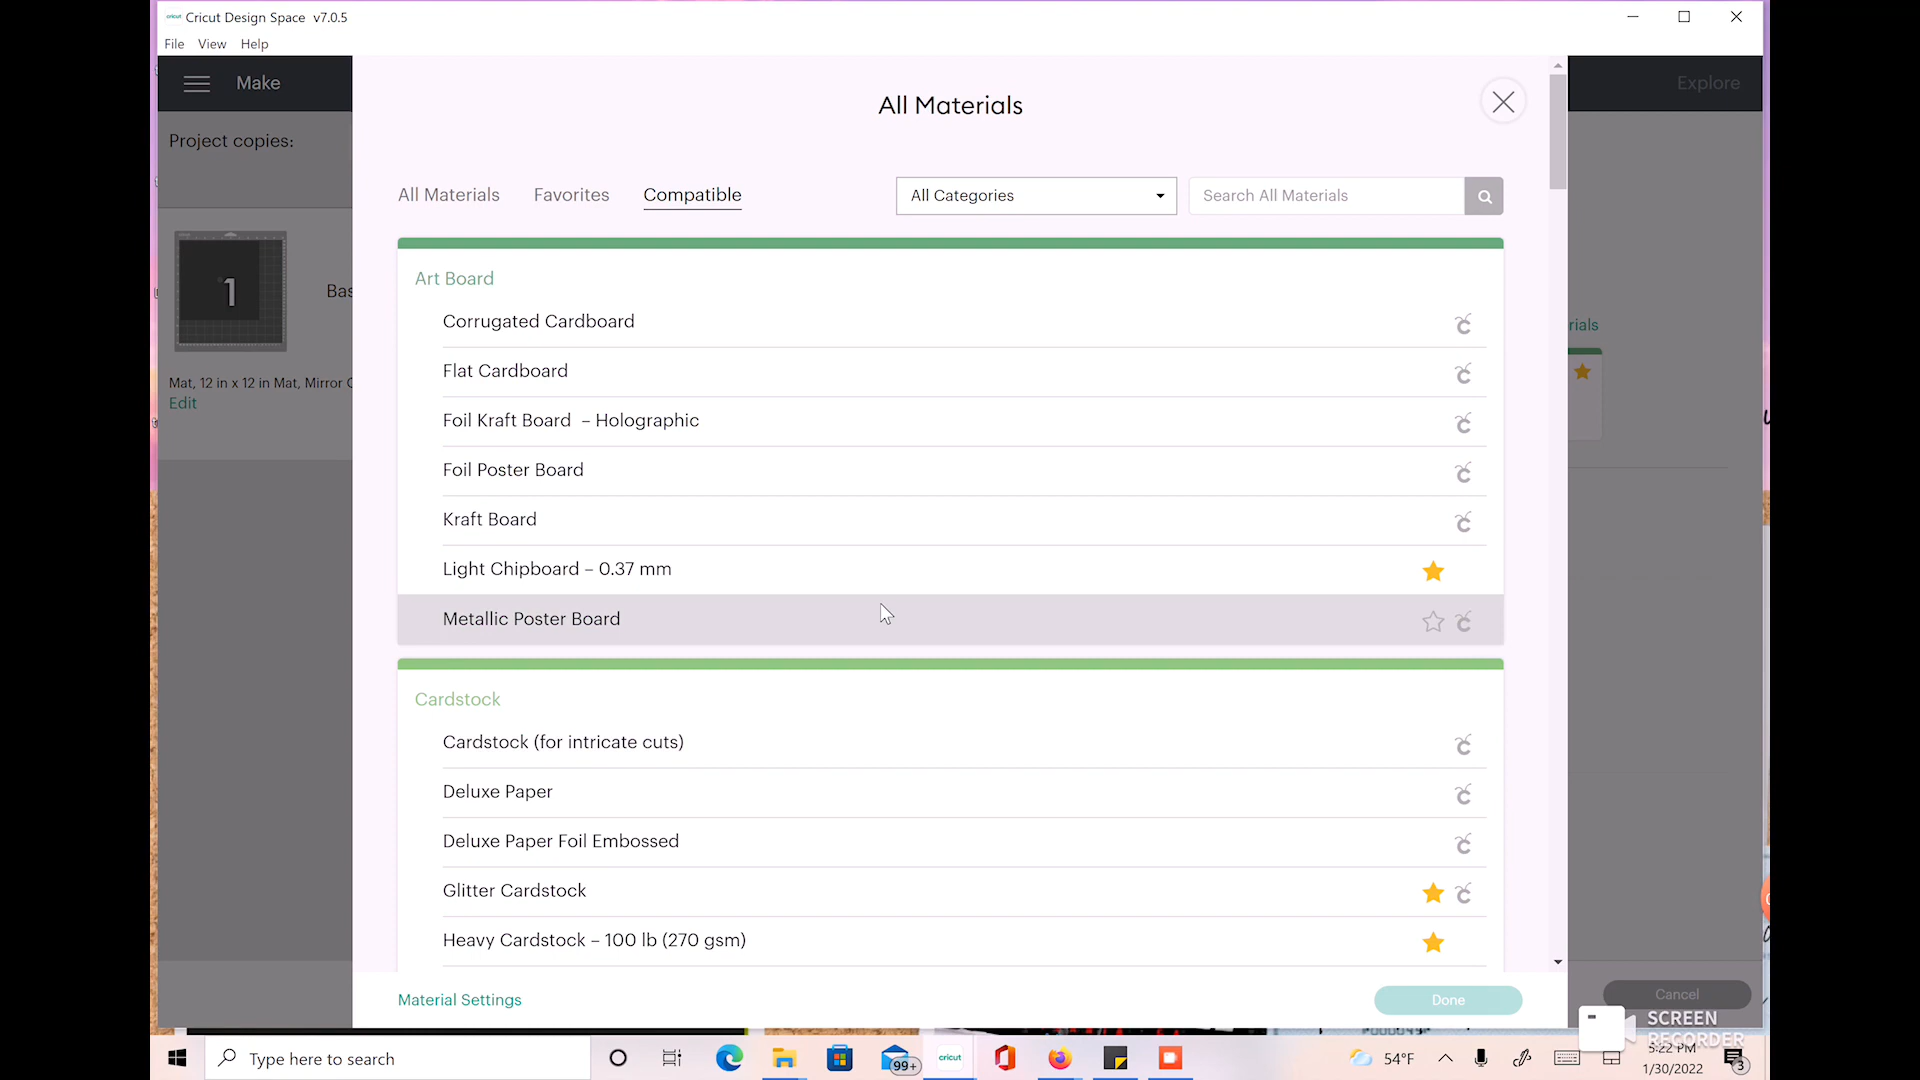 cricut Cricut Design Space v7.0.5
File View Help
Make
Explore
All Materials
Project copies:
All Materials Favorites Compatible
All Categories
Search All Materials
Art Board
Corrugated Cardboard
1
Bas
Flat Cardboard
rials
Mat, 12 in x 12 in Mat, Mirror
Edit
Foil Kraft Board – Holographic
Foil Poster Board
Kraft Board
Light Chipboard – 0.37 mm
Metallic Poster Board
Cardstock
Cardstock (for intricate cuts)
Deluxe Paper
Deluxe Paper Foil Embossed
Glitter Cardstock
Heavy Cardstock – 100 lb (270 gsm)
Material Settings
Done
Cancel
SCREEN
RECORDER
Type here to search
99+
cricut
54°F
5:22 PM
1/30/2022
3